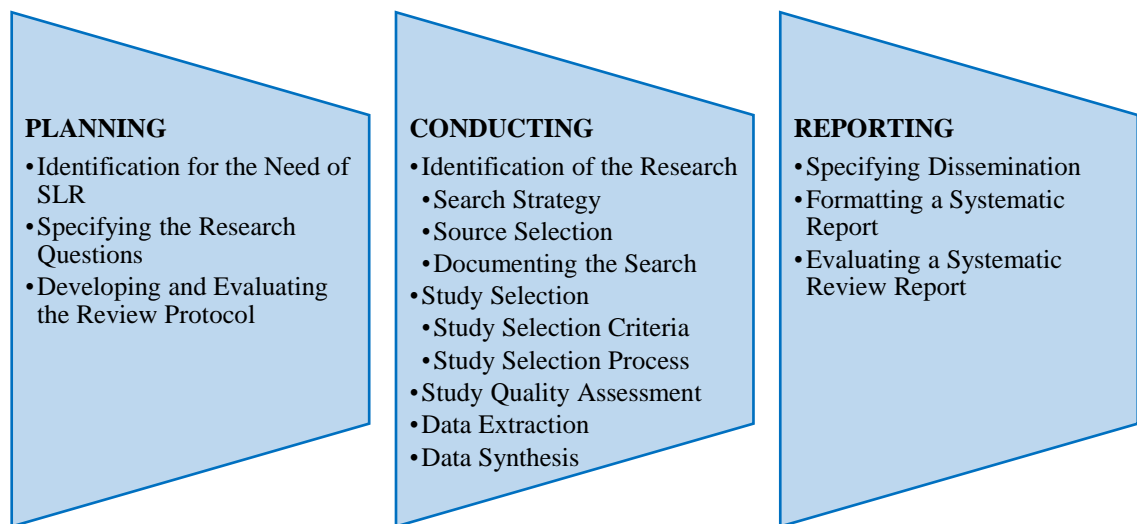 PLANNING
•Identification for the Need of
SLR
•Specifying the Research
Questions
•Developing and Evaluating
the Review Protocol
CONDUCTING
•Identification of the Research
•Search Strategy
•Source Selection
•Documenting the Search
•Study Selection
•Study Selection Criteria
•Study Selection Process
•Study Quality Assessment
•Data Extraction
•Data Synthesis
REPORTING
•Specifying Dissemination
•Formatting a Systematic
Report
•Evaluating a Systematic
Review Report